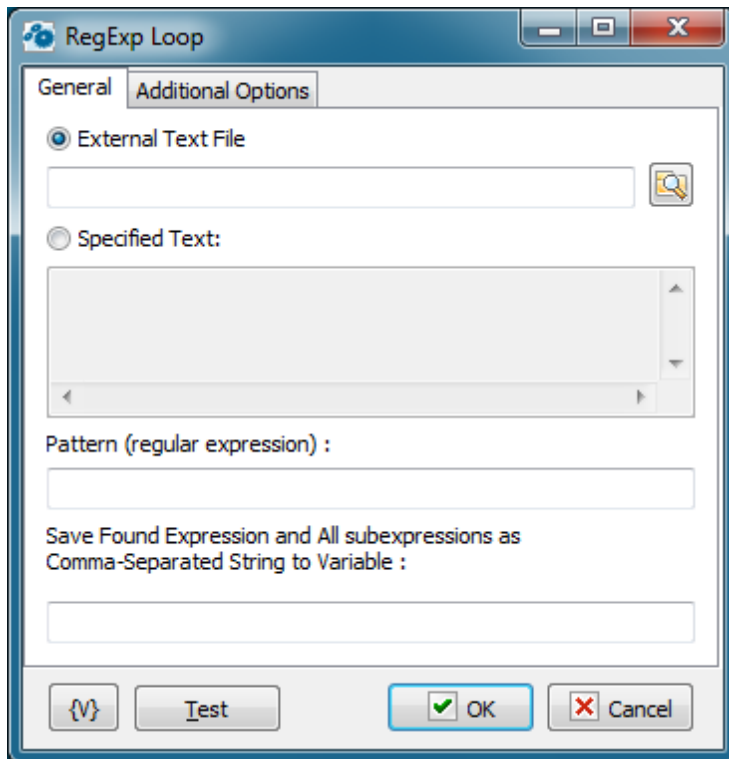 RegExp Loop
General Additional Options
External Text File
Specified Text:
Pattern (regular expression) :
Save Found Expression and All subexpressions as
Comma-Separated String to Variable :
{V} Test OK Cancel